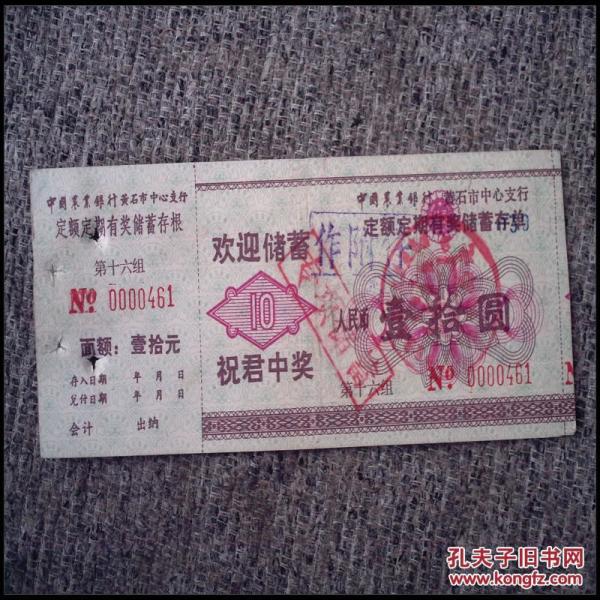 中国农业银行黄石市中心支行
定额定期有奖储蓄存根
第十六组
No 0000461
面额：壹拾元
存入日期 年 月 日
兑付日期 年 月 日
会计 出纳
欢迎储蓄
10
祝君中奖
中国农业银行黄石市中心支行
定额定期有奖储蓄存根
人民币 壹拾圆
第十六组 No 0000461
N
孔夫子旧书网
www.kongfz.com